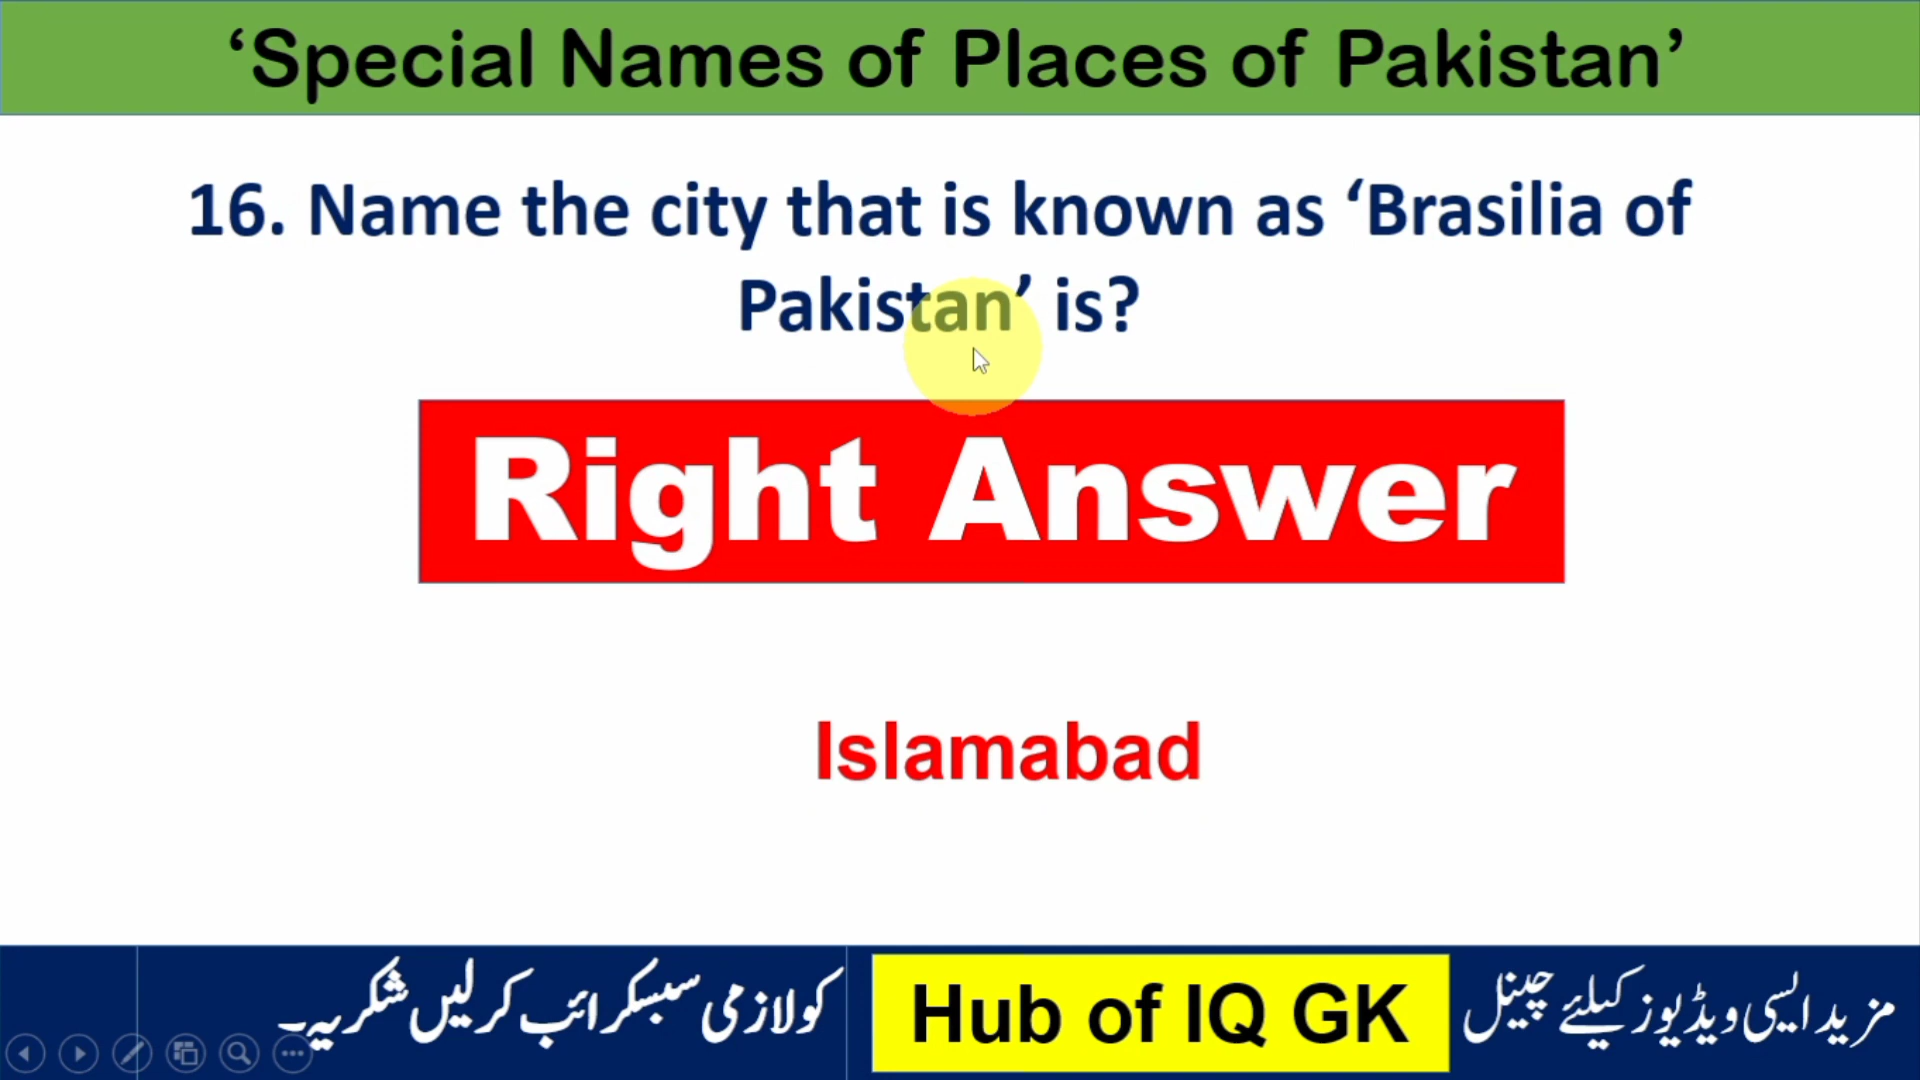 ‘Special Names of Places of Pakistan’
16. Name the city that is known as ‘Brasilia of
Pakistan’ is?
Right Answer
Islamabad
مزید ایسی ویڈیوز کیلئے چینل Hub of IQ GK کو لازمی سبسکرائب کرلیں شکریہ۔